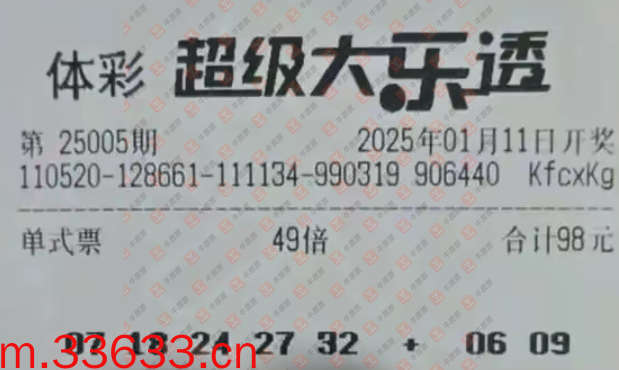 体彩 超级大乐透
第 25005期 2025年01月11日开奖
110520-128661-111134-990319 906440 KfcxKg
单式票 49倍 合计98元
07 18 24 27 32 + 06 09
m.33633.cn